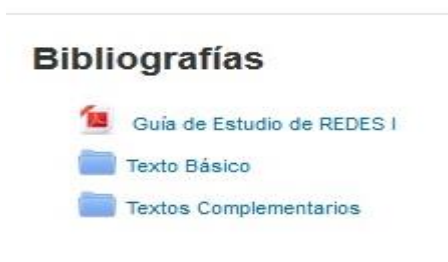 Bibliografías
Guía de Estudio de REDES I
Texto Básico
Textos Complementarios